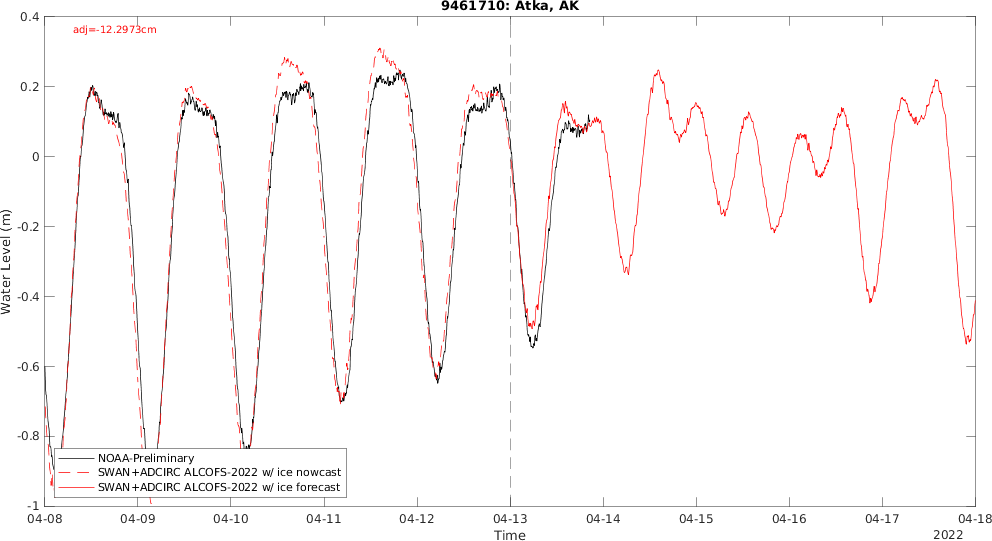 9461710: Atka, AK
adj=-12.2973cm
0.4
0.2
0
-0.2
-0.4
-0.6
-0.8
-1
Water Level (m)
NOAA-Preliminary
SWAN+ADCIRC ALCOFS-2022 w/ ice nowcast
SWAN+ADCIRC ALCOFS-2022 w/ ice forecast
04-08 04-09 04-10 04-11 04-12 04-13 04-14 04-15 04-16 04-17 04-18
Time
2022